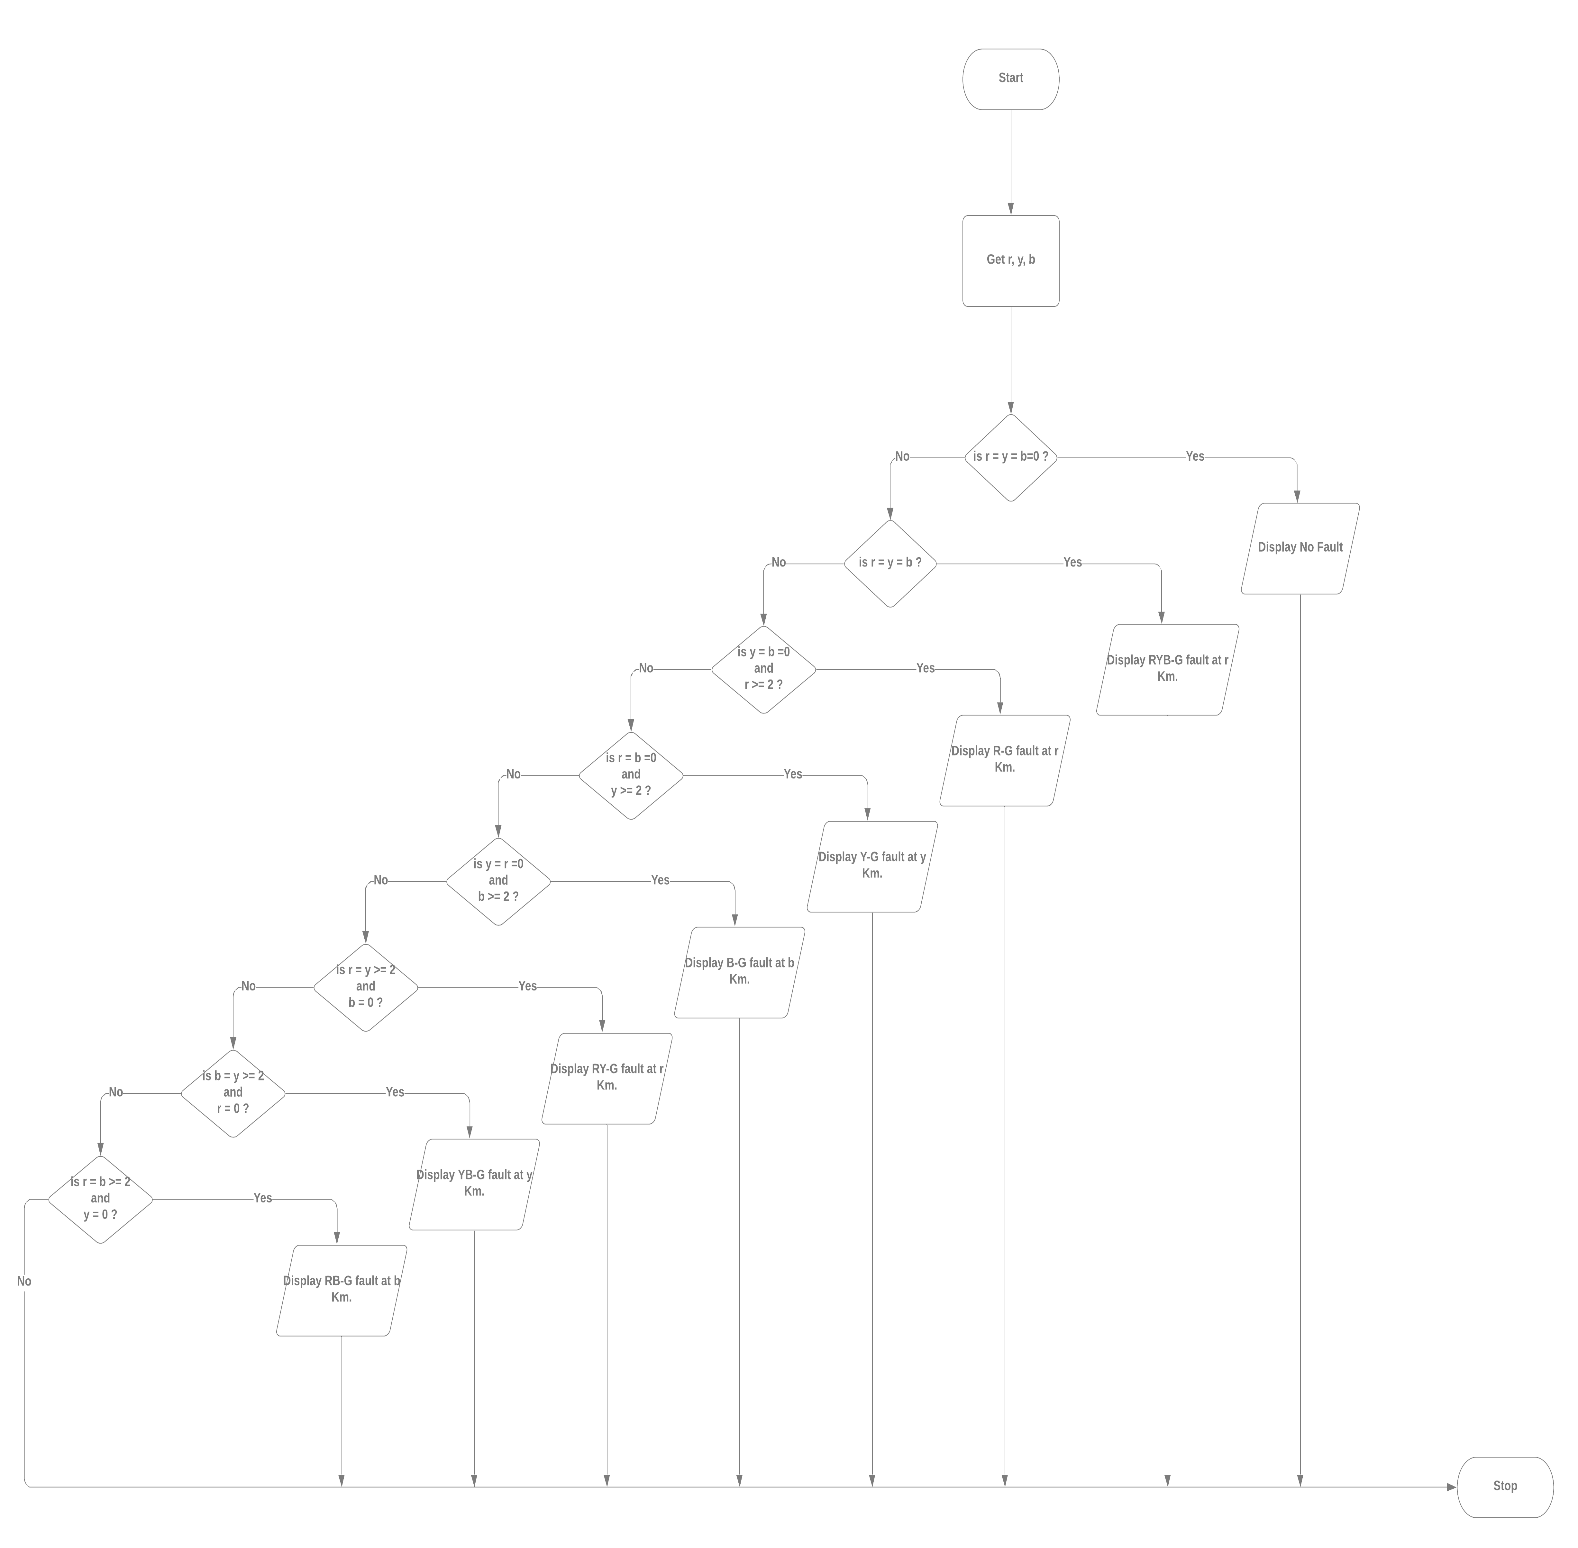 Start
Get r, y, b
is r = y = b=0 ?
No
Yes
Display No Fault
is r = y = b ?
No
Yes
Display RYB-G fault at r
Km.
is y = b =0
and
r >= 2 ?
No
Yes
Display R-G fault at r
Km.
is r = b =0
and
y >= 2 ?
No
Yes
Display Y-G fault at y
Km.
is y = r =0
and
b >= 2 ?
No
Yes
Display B-G fault at b
Km.
is r = y >= 2
and
b = 0 ?
No
Yes
Display RY-G fault at r
Km.
is b = y >= 2
and
r = 0 ?
No
Yes
Display YB-G fault at y
Km.
is r = b >= 2
and
y = 0 ?
Yes
No
Display RB-G fault at b
Km.
Stop